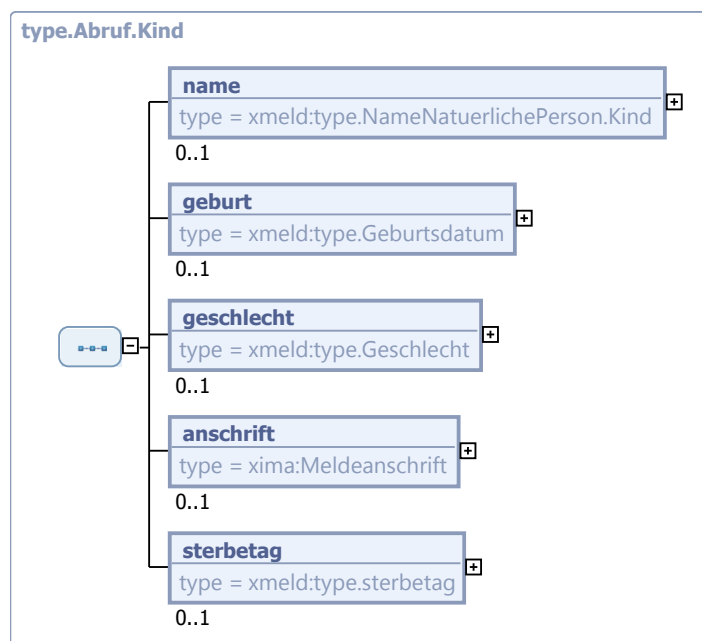 type.Abruf.Kind
name
type = xmeld:type.NameNatuerlichePerson.Kind
0..1
geburt
type = xmeld:type.Geburtsdatum
0..1
geschlecht
type = xmeld:type.Geschlecht
0..1
anschrift
type = xima:Meldeanschrift
0..1
sterbetag
type = xmeld:type.sterbetag
0..1